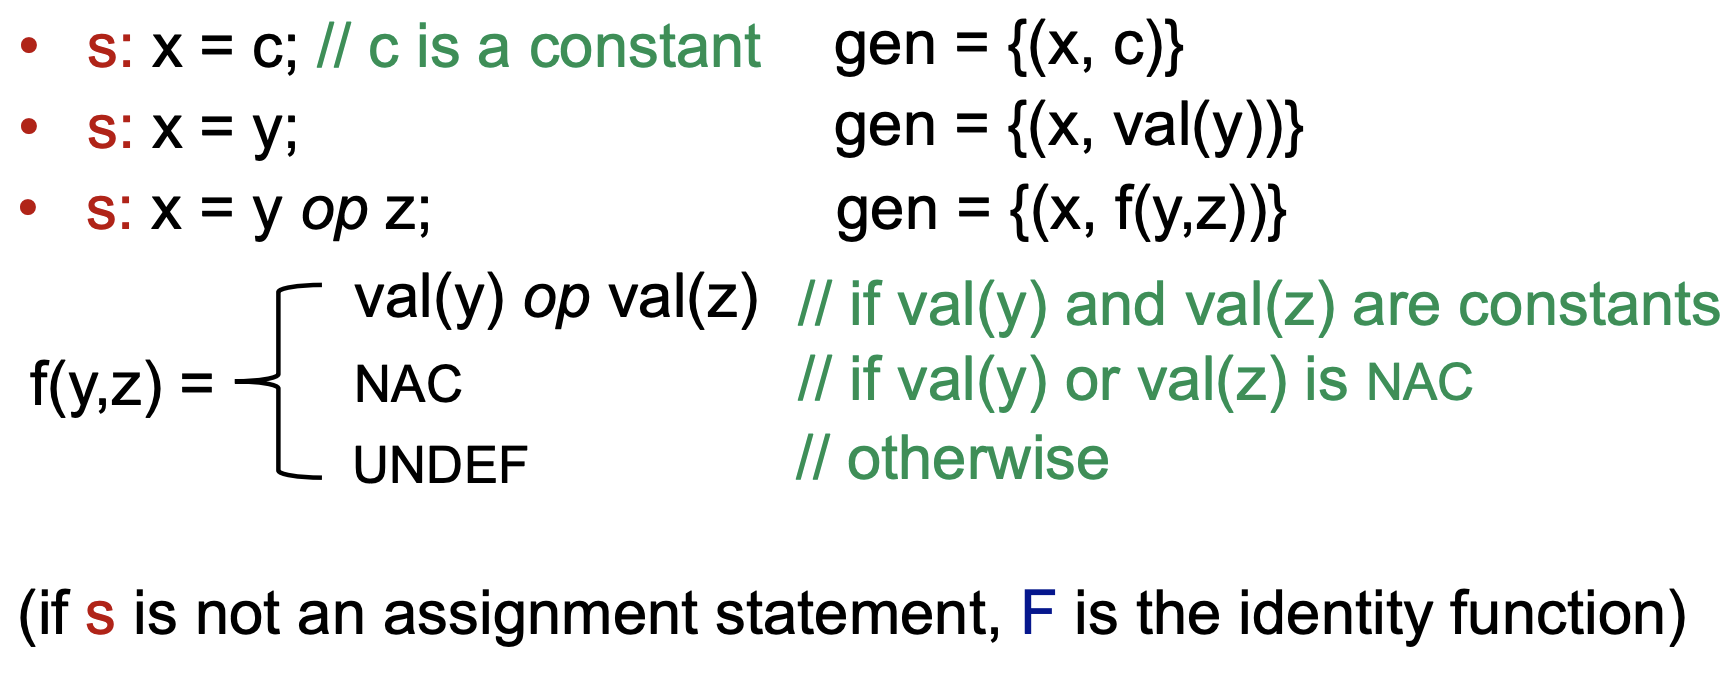 • s: x = c; // c is a constant gen = {(x, c)}
• s: x = y; gen = {(x, val(y))}
• s: x = y op z; gen = {(x, f(y,z))}
val(y) op val(z) // if val(y) and val(z) are constants
f(y,z) = NAC // if val(y) or val(z) is NAC
UNDEF // otherwise
(if s is not an assignment statement, F is the identity function)